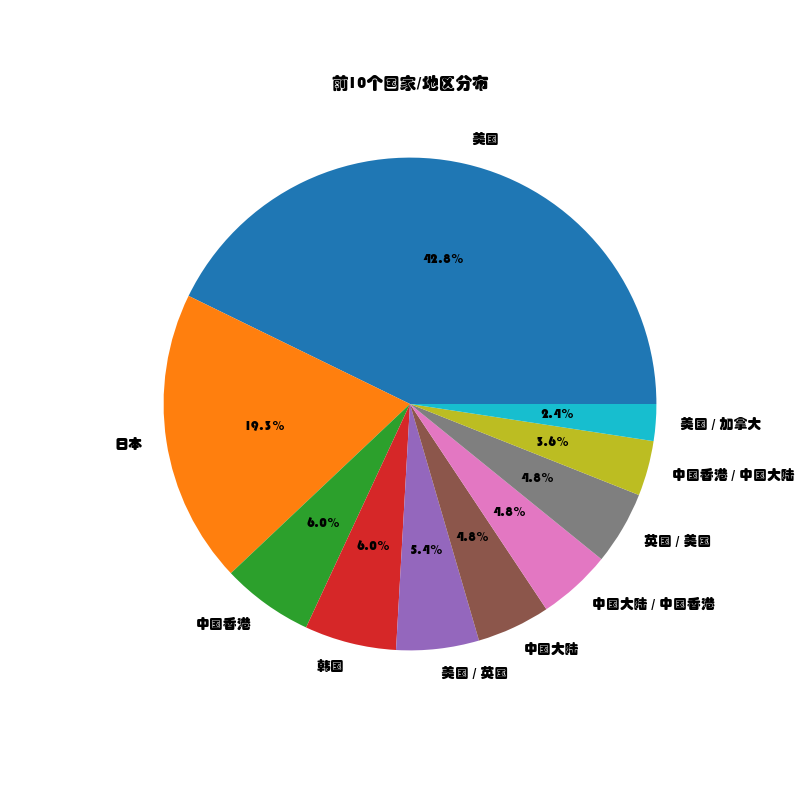 前10个国家/地区分布
美国
42.8%
日本
19.3%
中国香港
6.0%
韩国
6.0%
美国 / 英国
5.4%
中国大陆
4.8%
中国大陆 / 中国香港
4.8%
英国 / 美国
4.8%
中国香港 / 中国大陆
3.6%
美国 / 加拿大
2.4%